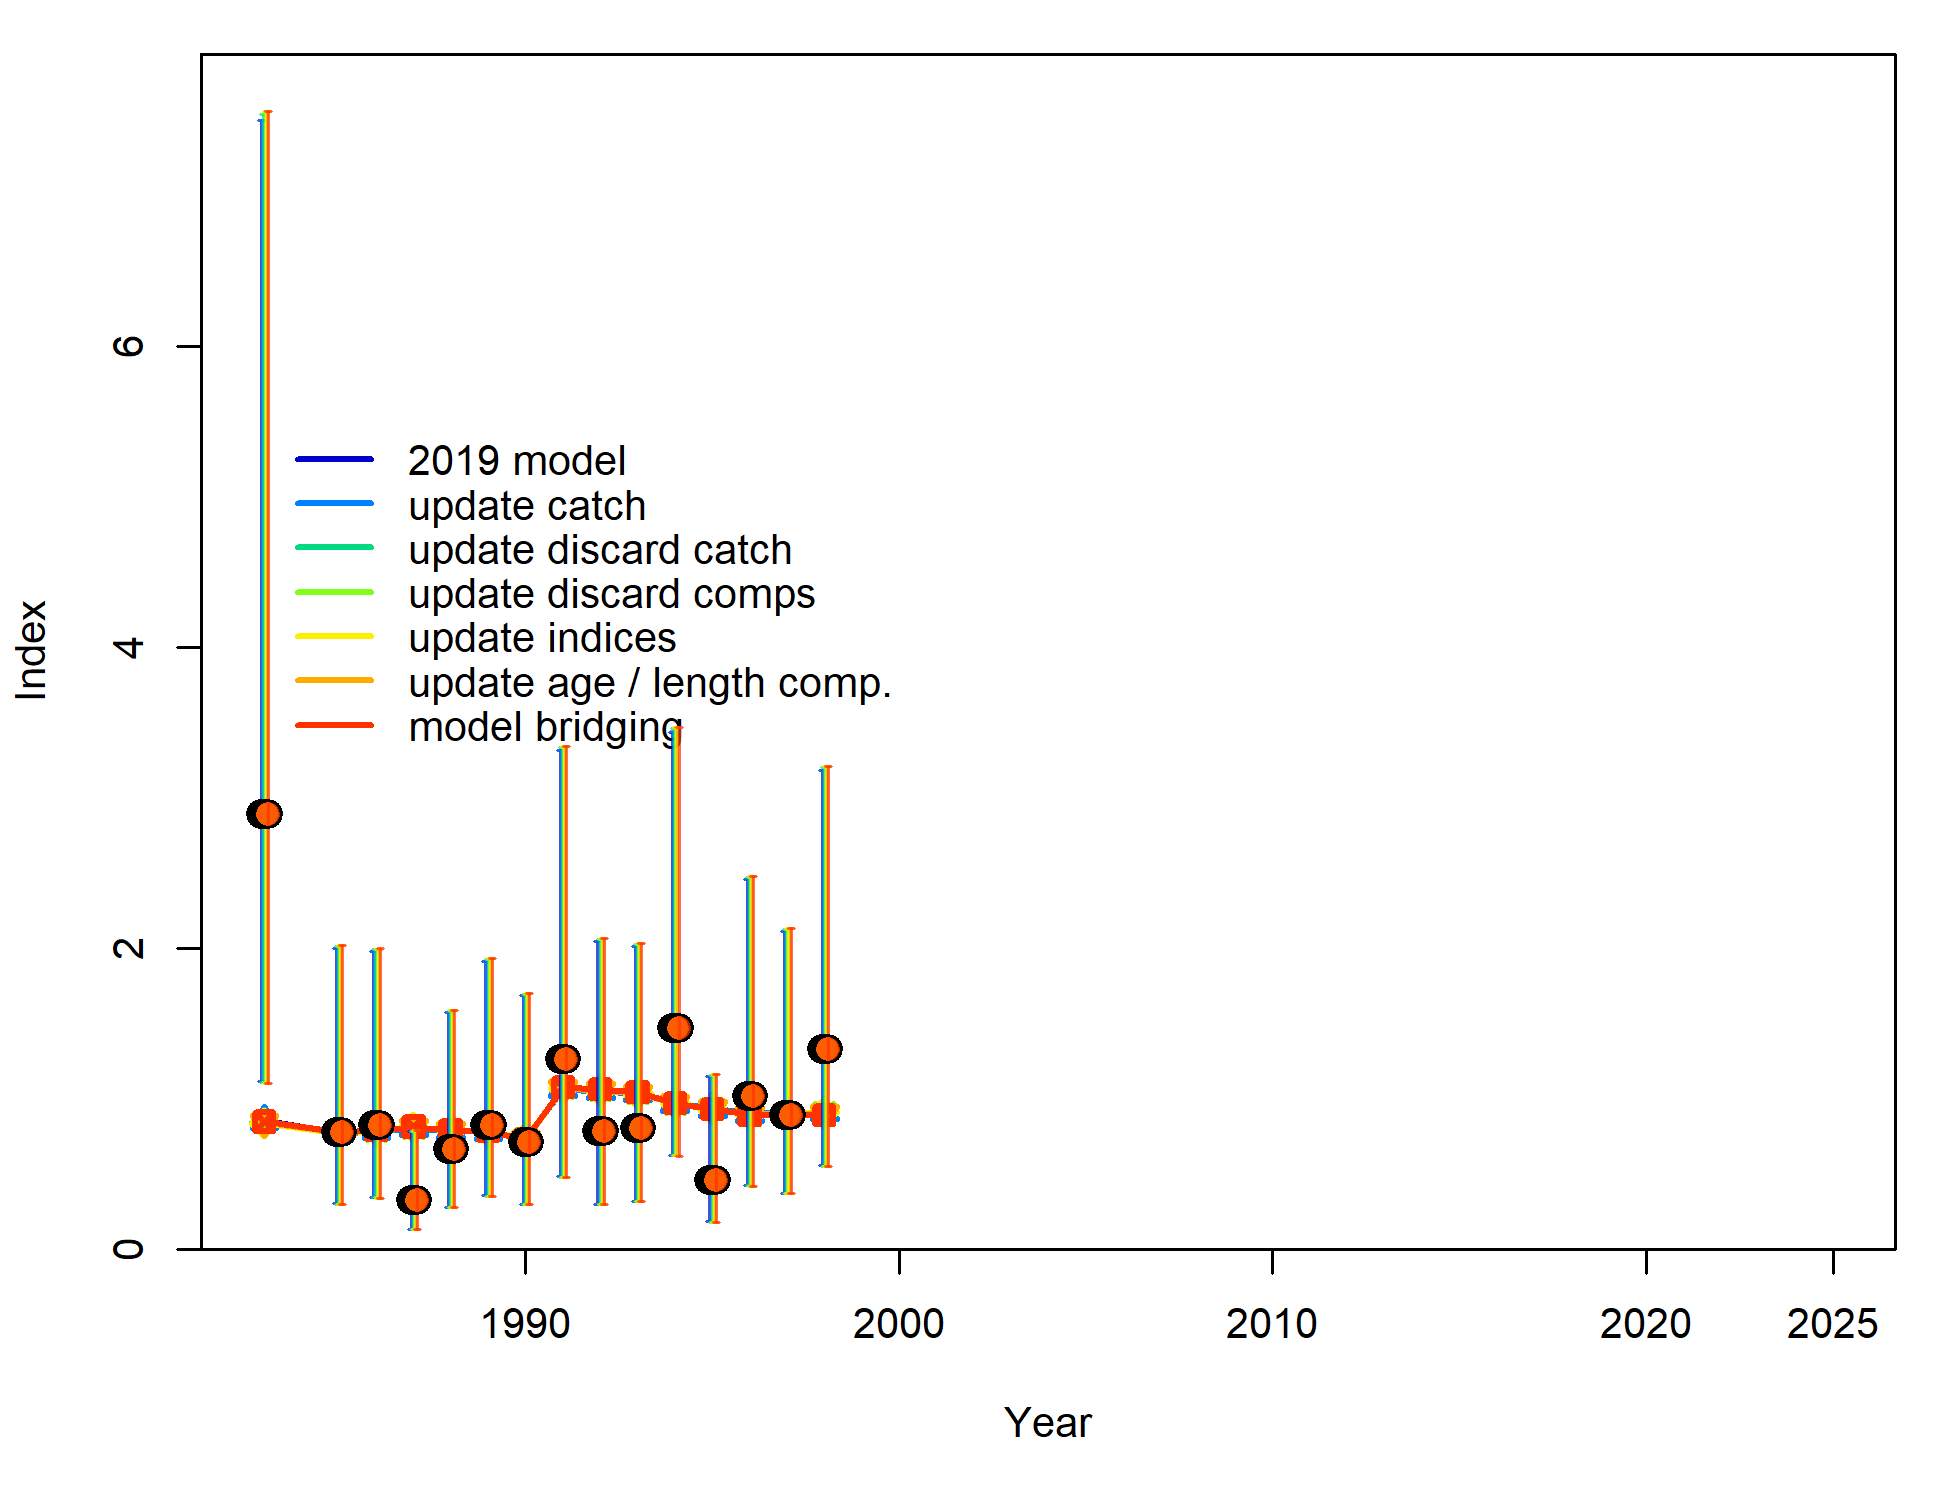 6
4
2
0
Index
2019 model
update catch
update discard catch
update discard comps
update indices
update age / length comp.
model bridging
1990 2000 2010 2020 2025
Year